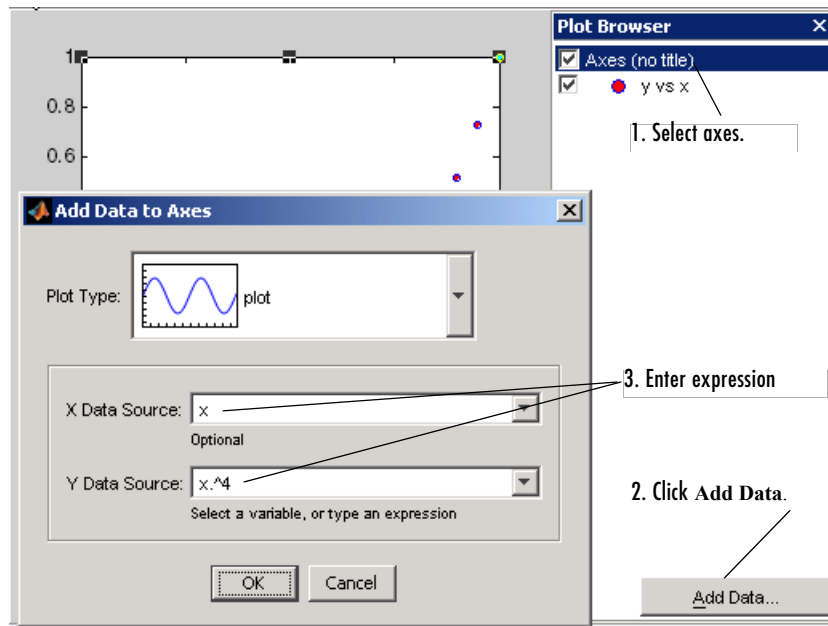 Plot Browser
Axes (no title)
y vs x
1. Select axes.
1
0.8
0.6
Add Data to Axes
Plot Type:
plot
X Data Source:
x
Optional
3. Enter expression
Y Data Source:
x.^4
Select a variable, or type an expression
2. Click Add Data.
OK
Cancel
Add Data...